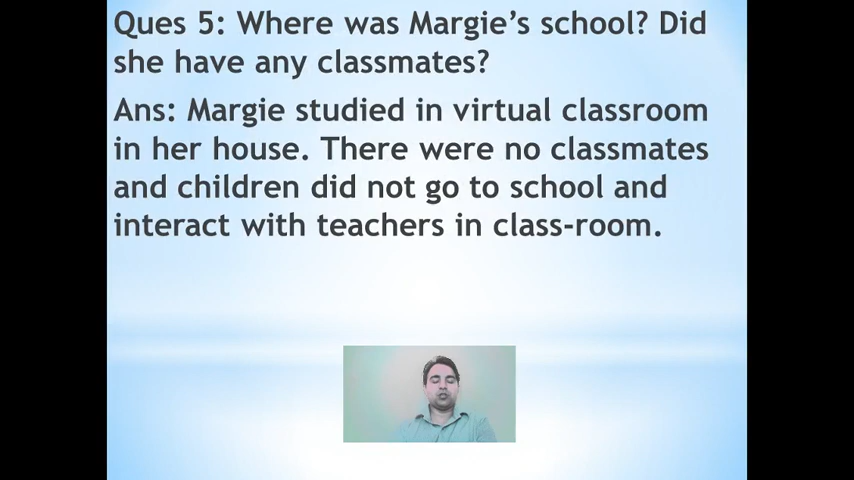 Ques 5: Where was Margie’s school? Did
she have any classmates?
Ans: Margie studied in virtual classroom
in her house. There were no classmates
and children did not go to school and
interact with teachers in class-room.